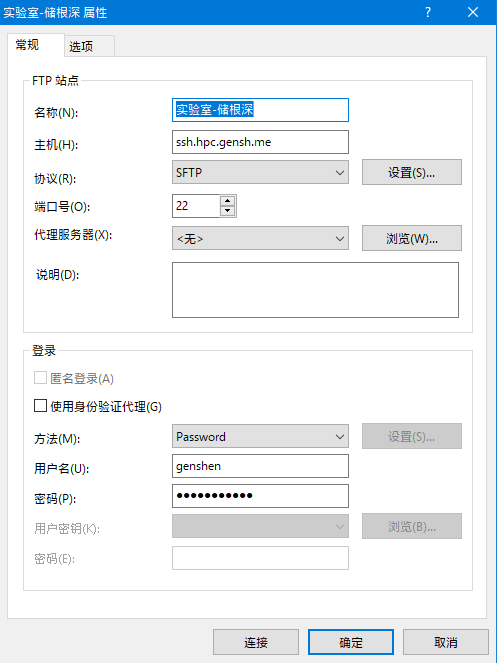 实验室-储根深 属性
?
常规
选项
FTP 站点
名称(N):
实验室-储根深
主机(H):
ssh.hpc.gensh.me
协议(R):
SFTP
设置(S)...
端口号(O):
22
代理服务器(X):
<无>
浏览(W)...
说明(D):
登录
匿名登录(A)
使用身份验证代理(G)
方法(M):
Password
设置(S)...
用户名(U):
genshen
密码(P):
●●●●●●●●●●●
用户密钥(K):
浏览(B)...
密码(E):
连接
确定
取消